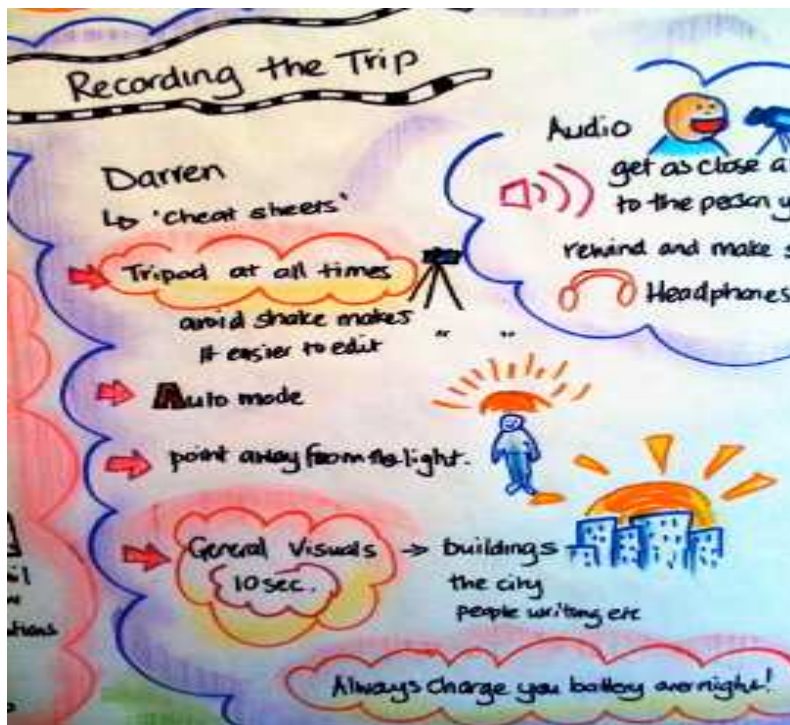 Recording the Trip
Darren
↳ 'cheat sheets'
Tripod at all times
avoid shake makes
it easier to edit " "
Auto mode
point away from the light.
General Visuals → buildings
10 sec.
the city
people writing etc
Always charge you battery overnight!
Audio
get as close a
to the person y
rewind and make s
Headphones